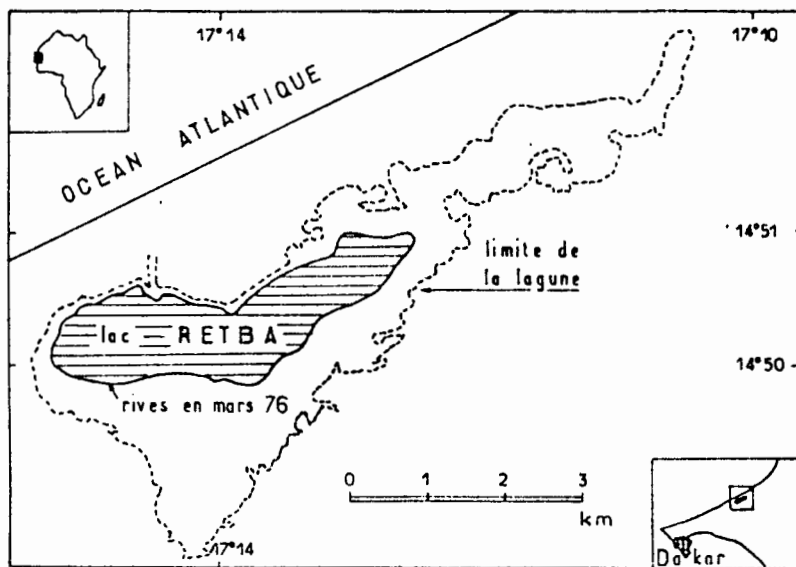 17°14
17°10
OCEAN ATLANTIQUE
14°51
limite de
la lagune
lac RETBA
14°50
rives en mars 76
0 1 2 3
km
17°14
Dakar